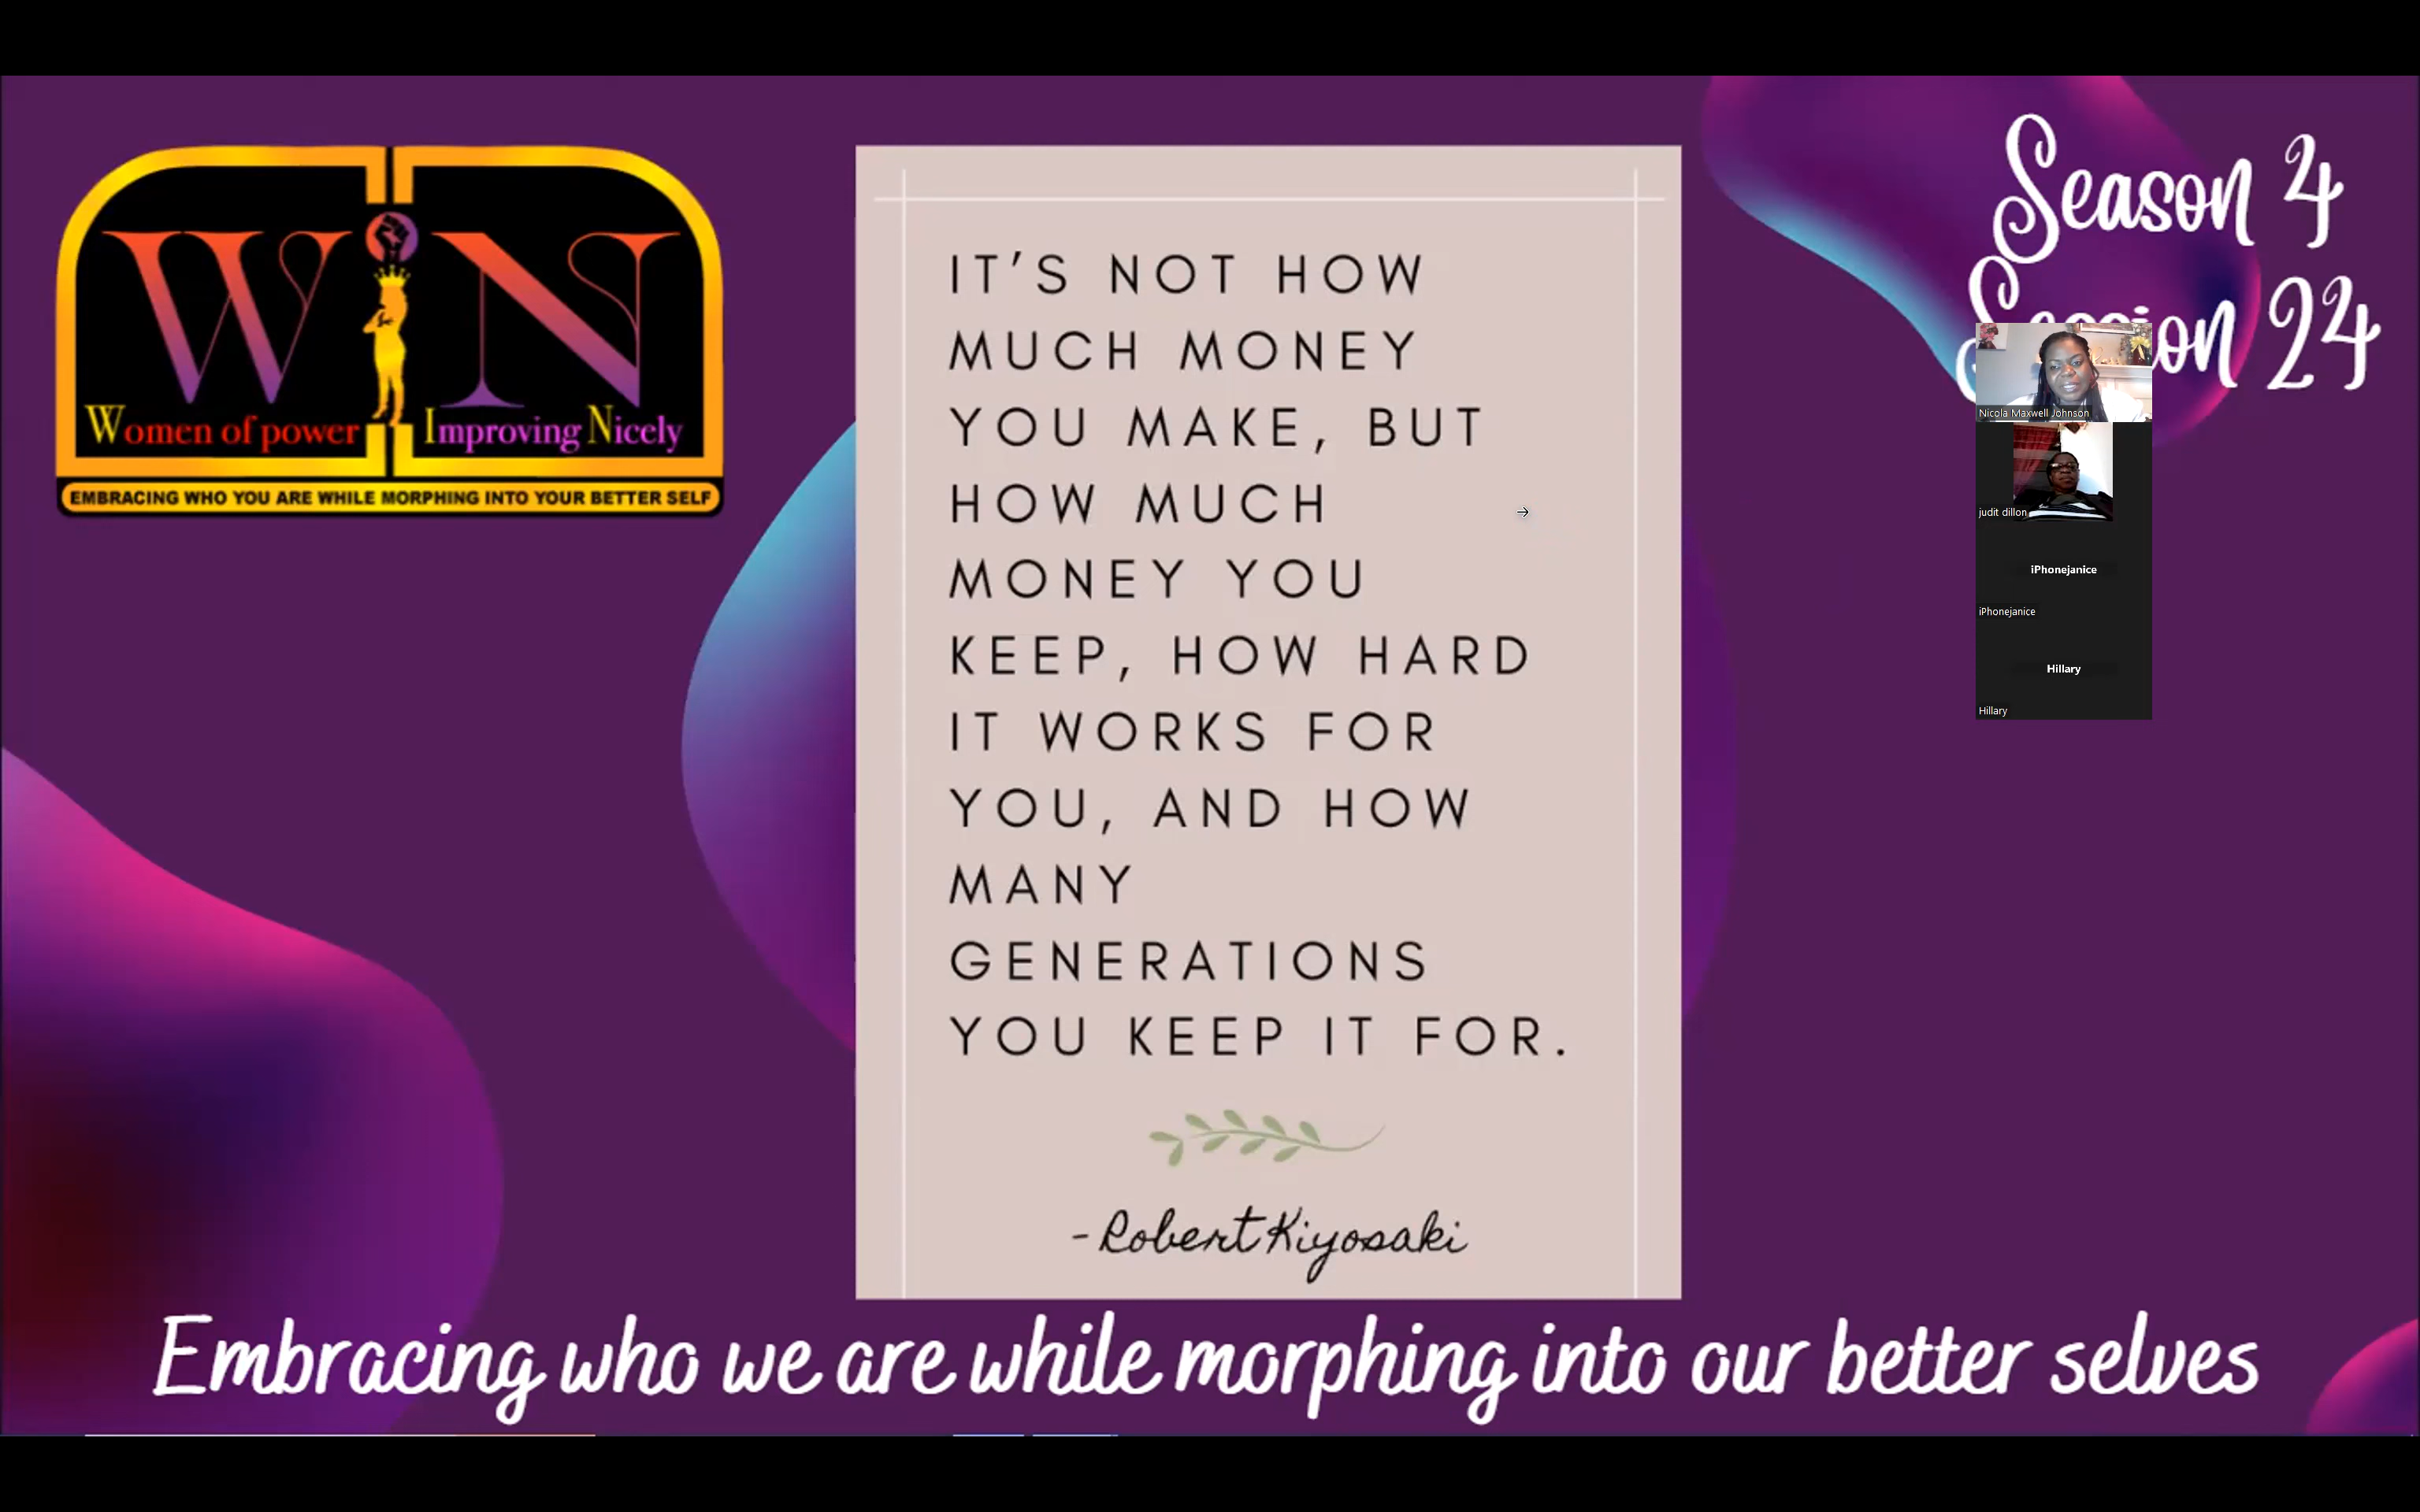 WiN
Women of power Improving Nicely
EMBRACING WHO YOU ARE WHILE MORPHING INTO YOUR BETTER SELF
IT'S NOT HOW
MUCH MONEY
YOU MAKE, BUT
HOW MUCH
MONEY YOU
KEEP, HOW HARD
IT WORKS FOR
YOU, AND HOW
MANY
GENERATIONS
YOU KEEP IT FOR.
-Robert Kiyosaki
Season 4
Session 24
Nicola Maxwell Johnson
judit dillon
iPhonejanice
iPhonejanice
Hillary
Hillary
Embracing who we are while morphing into our better selves